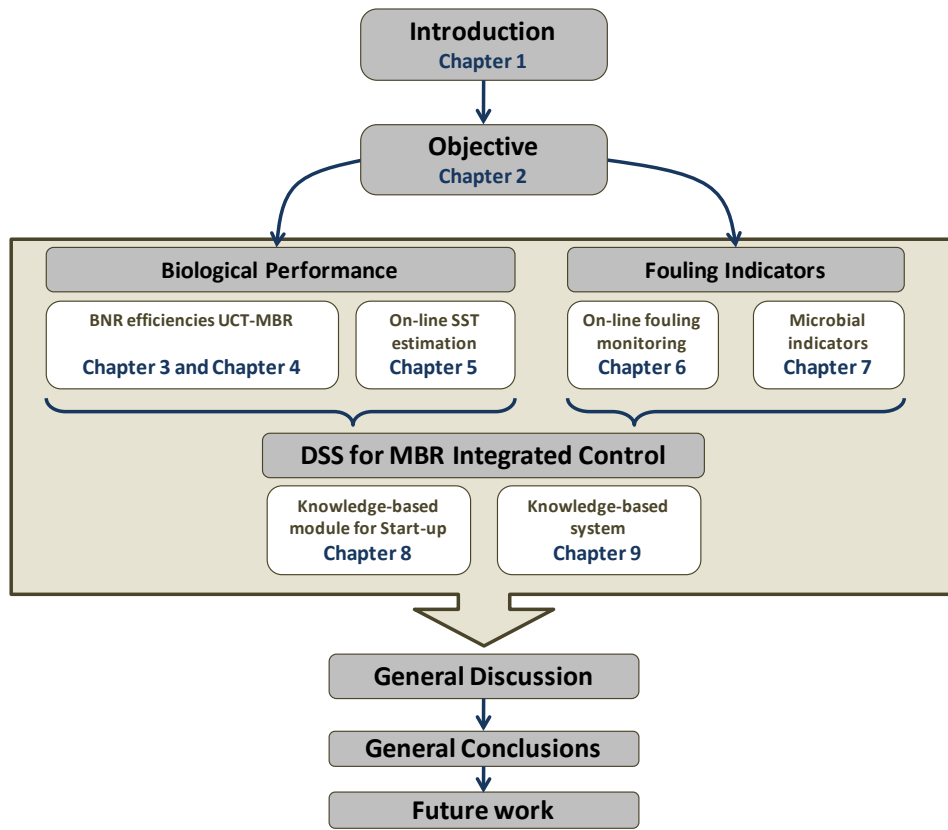 Introduction
Chapter 1
Objective
Chapter 2
Biological Performance
BNR efficiencies UCT-MBR
Chapter 3 and Chapter 4
On-line SST
estimation
Chapter 5
Fouling Indicators
On-line fouling
monitoring
Chapter 6
Microbial
indicators
Chapter 7
DSS for MBR Integrated Control
Knowledge-based
module for Start-up
Chapter 8
Knowledge-based
system
Chapter 9
General Discussion
General Conclusions
Future work